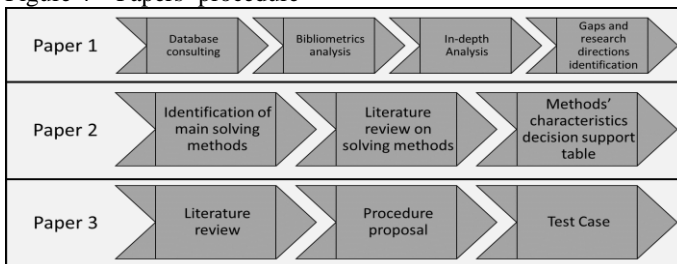 Figure 4 - Papers' procedure
Paper 1
Database
consulting
Bibliometrics
analysis
In-depth
Analysis
Gaps and
research
directions
identification
Paper 2
Identification of
main solving
methods
Literature
review on
solving methods
Methods'
characteristics
decision support
table
Paper 3
Literature
review
Procedure
proposal
Test Case